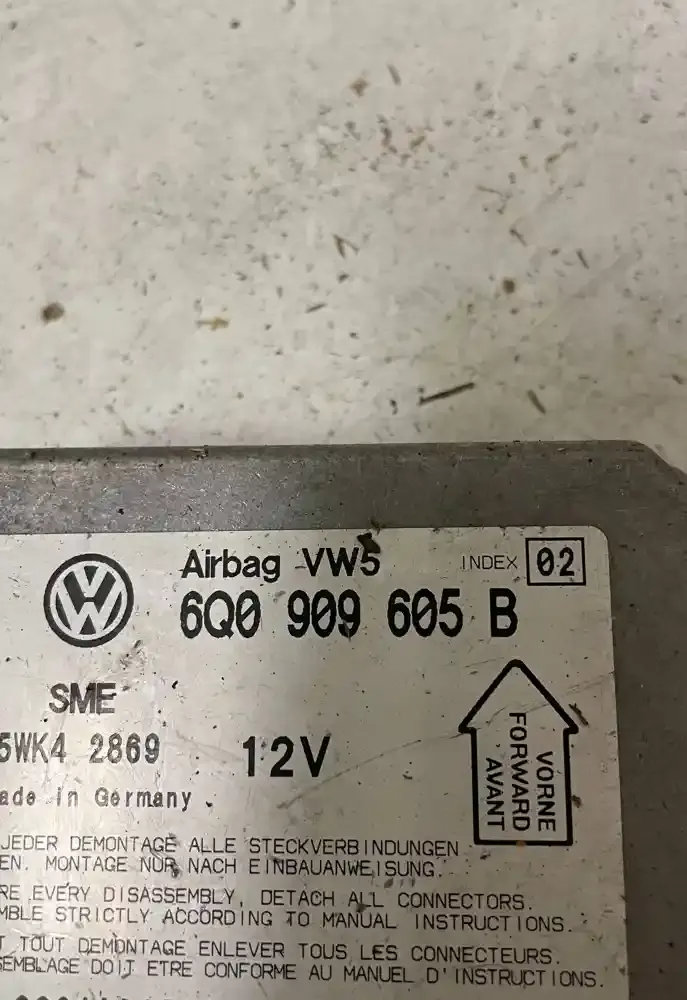 Airbag VW5 INDEX 02
6Q0 909 605 B
SME
5WK4 2869 12V
ade in Germany.
VORNE
FORWARD
AVANT
JEDER DEMONTAGE ALLE STECKVERBINDUNGEN
EN. MONTAGE NUR NACH EINBAUANWEISUNG.
RE EVERY DISASSEMBLY, DETACH ALL CONNECTORS.
MBLE STRICTLY ACCORDING TO MANUAL INSTRUCTIONS.
T TOUT DEMONTAGE ENLEVER TOUS LES CONNECTEURS.
SEMBLAGE DOIT ETRE CONFORME AU MANUEL D'INSTRUCTIONS.